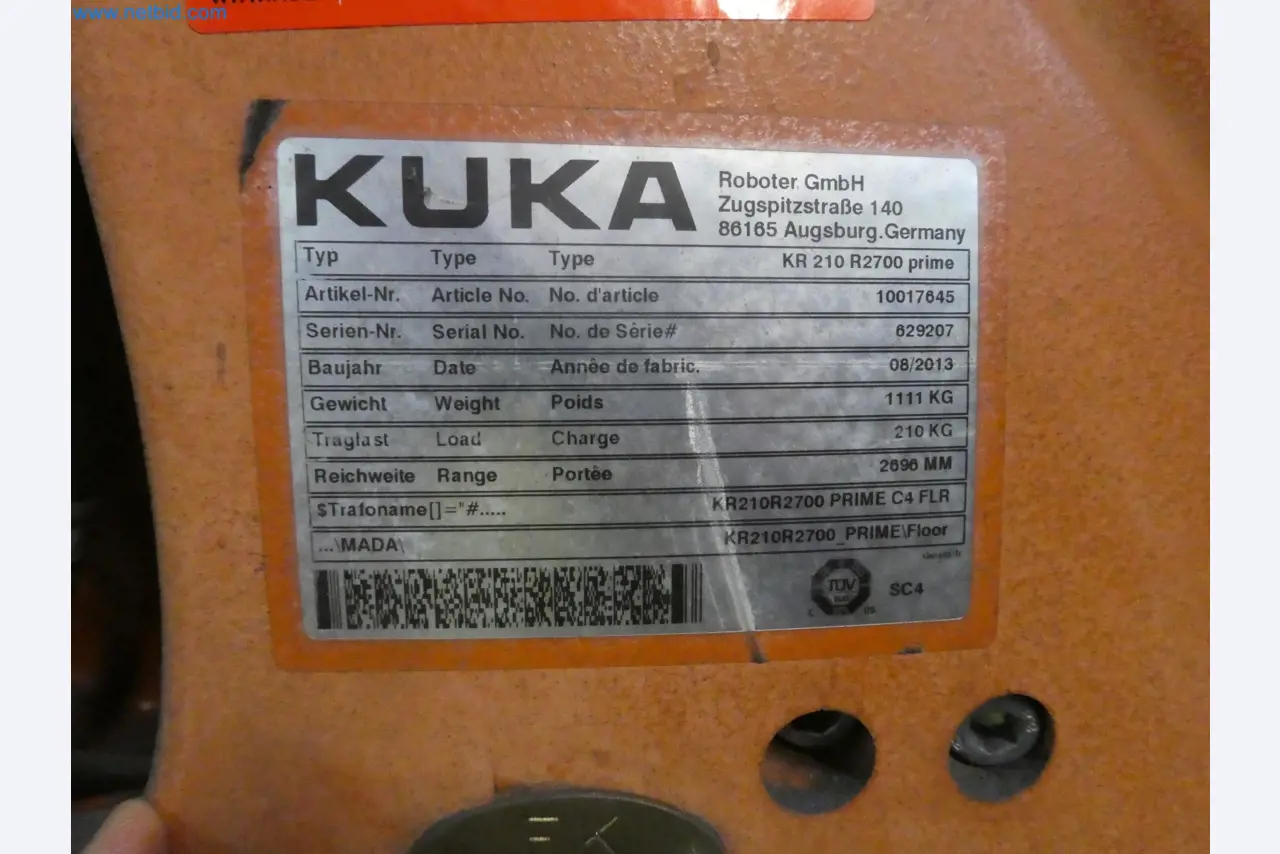 www.netbid.com
KUKA
Roboter GmbH
Zugspitzstraße 140
86165 Augsburg.Germany
Typ Type Type KR 210 R2700 prime
Artikel-Nr. Article No. No. d'article 10017645
Serien-Nr. Serial No. No. de Sêrie# 629207
Baujahr Date Annêe de fabric. 08/2013
Gewicht Weight Poids 1111 KG
Traglast Load Charge 210 KG
Reichweite Range Portêe 2696 MM
$Trafoname[]="#..... KR210R2700 PRIME C4 FLR
...\MADA\ KR210R2700_PRIME\Floor
TÜV
SC4